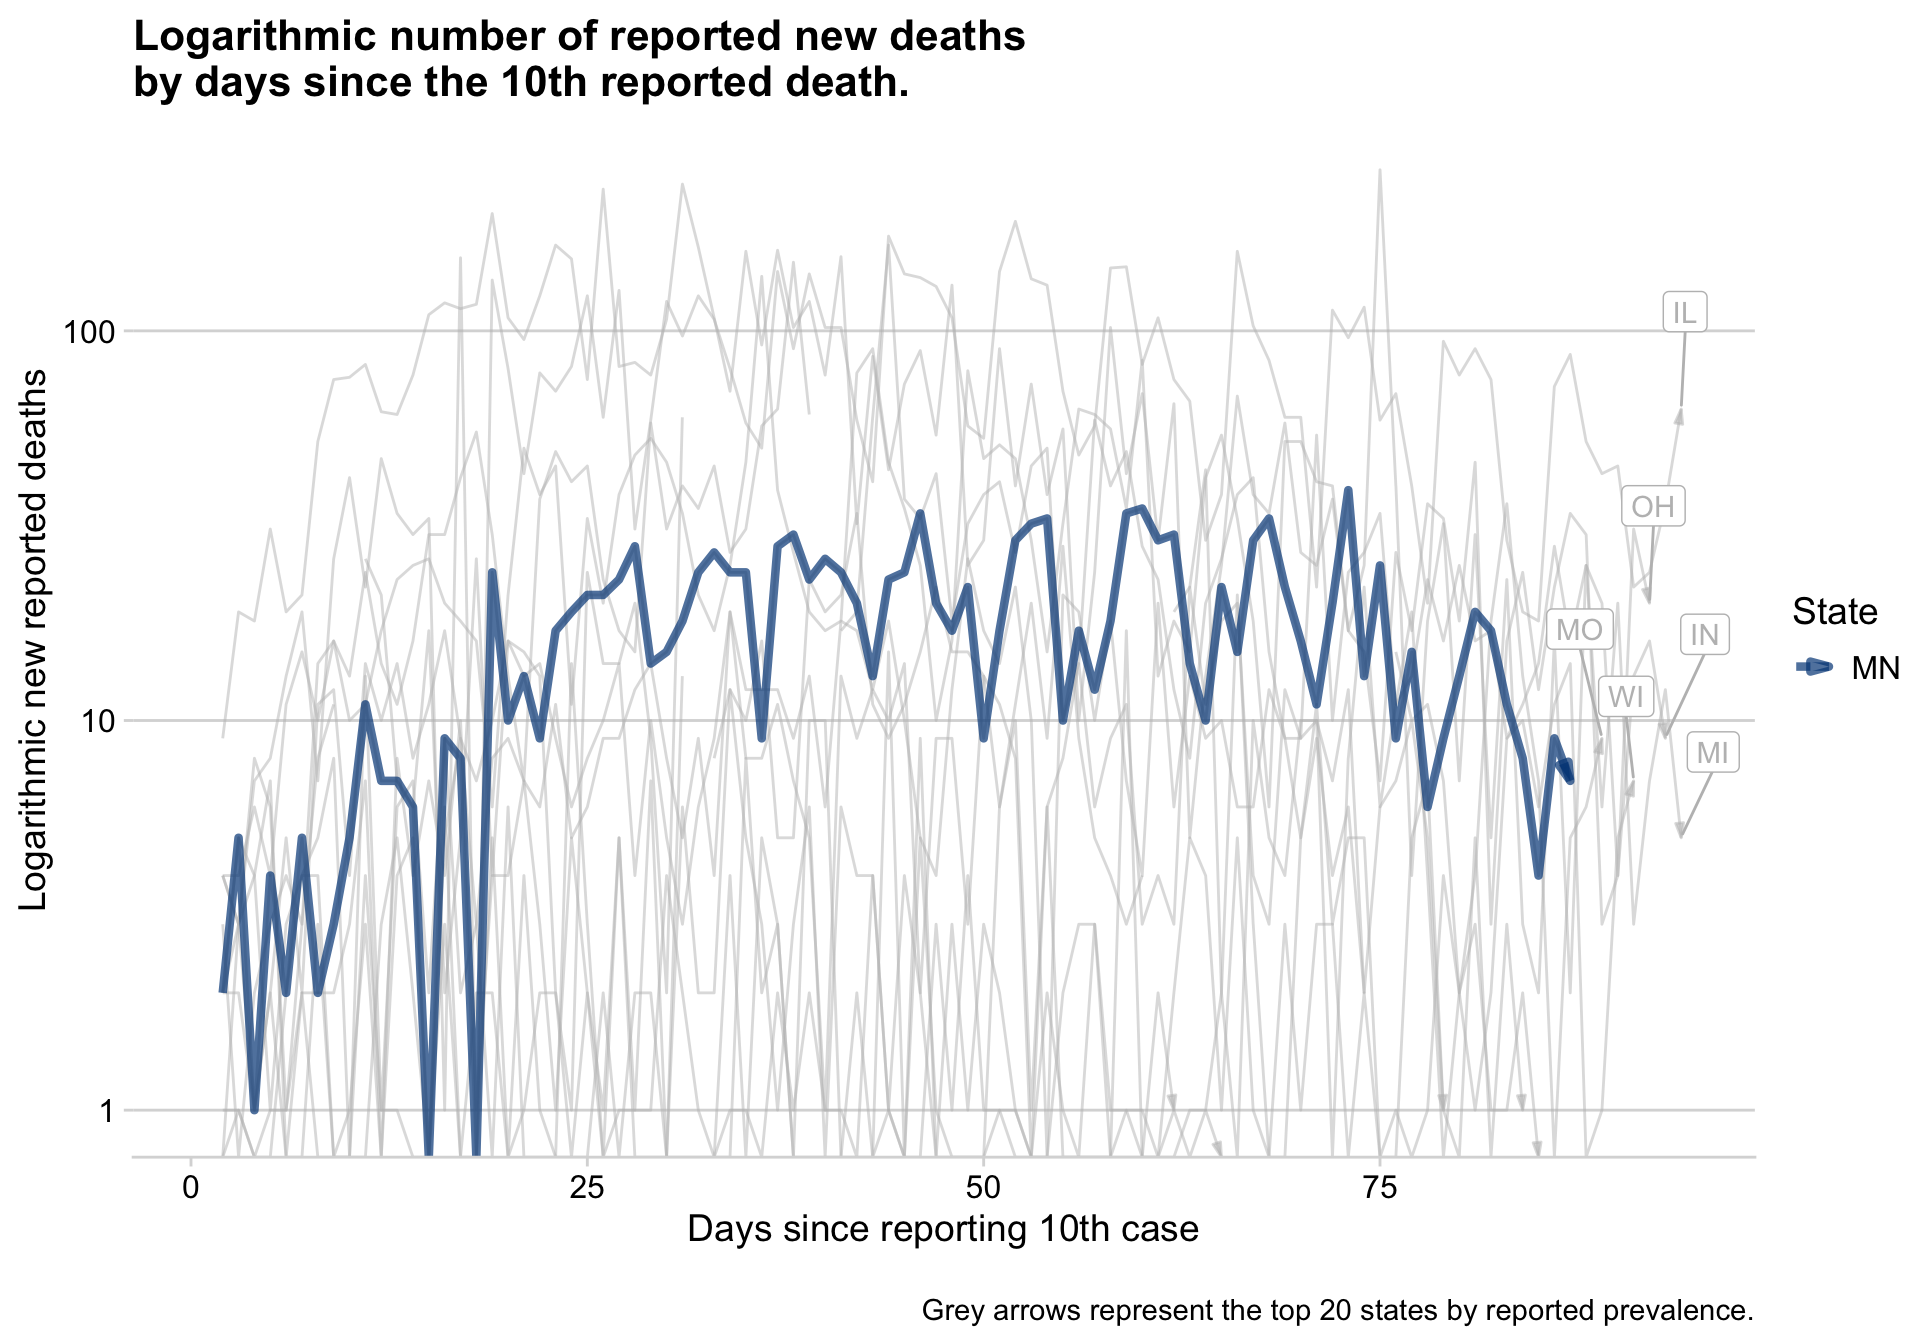 Logarithmic number of reported new deaths
by days since the 10th reported death.
Logarithmic new reported deaths
100
10
1
IL
OH
MO
IN
WI
MI
State
MN
0
25
50
75
Days since reporting 10th case
Grey arrows represent the top 20 states by reported prevalence.